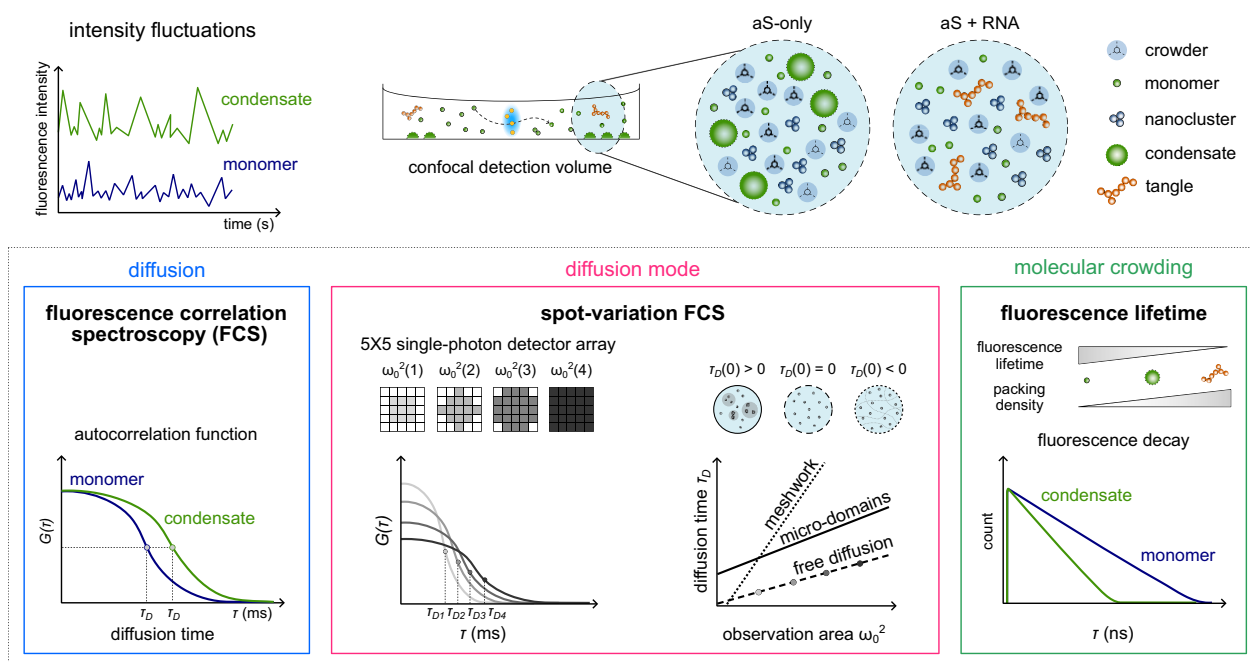 intensity fluctuations
fluorescence intensity
condensate
monomer
time (s)
confocal detection volume
aS-only
aS + RNA
crowder
monomer
nanocluster
condensate
tangle
diffusion
fluorescence correlation
spectroscopy (FCS)
autocorrelation function
monomer
condensate
G(τ)
τD
τD
τ (ms)
diffusion time
diffusion mode
spot-variation FCS
5X5 single-photon detector array
ω0²(1)
ω0²(2)
ω0²(3)
ω0²(4)
G(τ)
τD1
τD2
τD3
τD4
τ (ms)
τD(0) > 0
τD(0) = 0
τD(0) < 0
diffusion time τD
meshwork
micro-domains
free diffusion
observation area ω0²
molecular crowding
fluorescence lifetime
fluorescence
lifetime
packing
density
fluorescence decay
count
condensate
monomer
τ (ns)